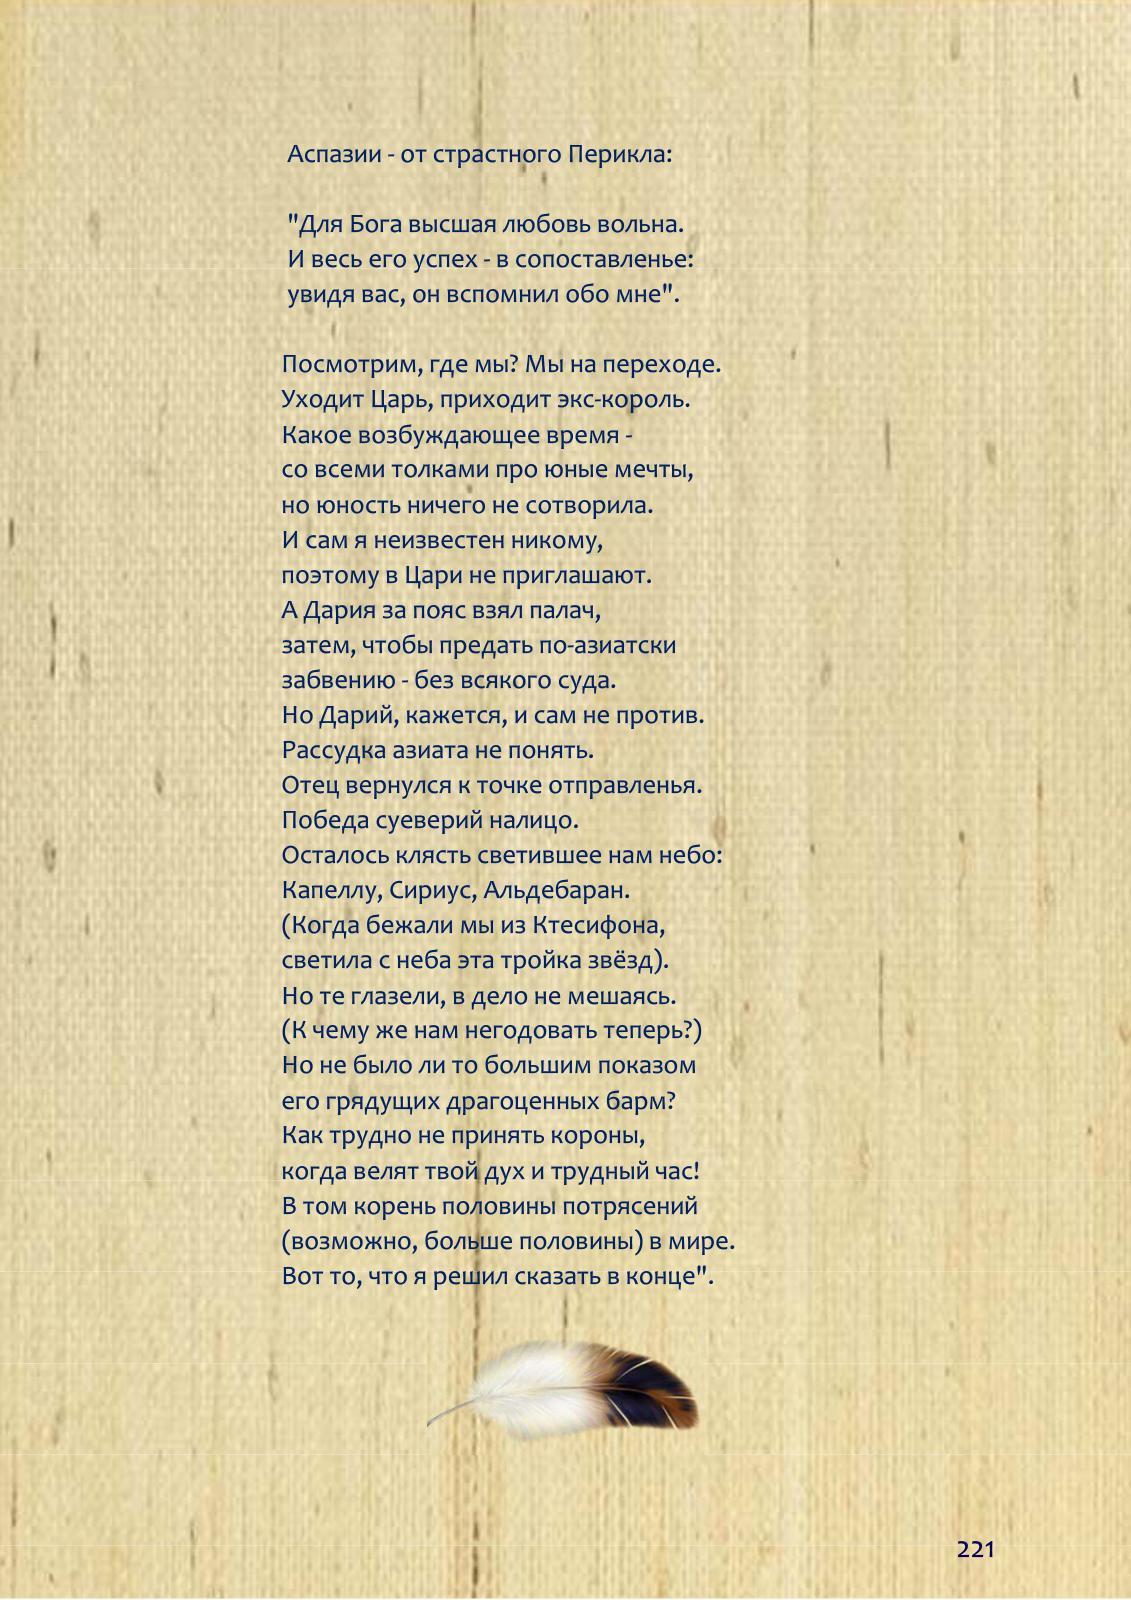 Аспазии - от страстного Перикла:
"Для Бога высшая любовь вольна.
И весь его успех - в сопоставленье:
увидя вас, он вспомнил обо мне".
Посмотрим, где мы? Мы на переходе.
Уходит Царь, приходит экс-король.
Какое возбуждающее время -
со всеми толками про юные мечты,
но юность ничего не сотворила.
И сам я неизвестен никому,
поэтому в Цари не приглашают.
А Дария за пояс взял палач,
затем, чтобы предать по-азиатски
забвению - без всякого суда.
Но Дарий, кажется, и сам не против.
Рассудка азиата не понять.
Отец вернулся к точке отправленья.
Победа суеверий налицо.
Осталось клясть светившее нам небо:
Капеллу, Сириус, Альдебаран.
(Когда бежали мы из Ктесифона,
светила с неба эта тройка звёзд).
Но те глазели, в дело не мешаясь.
(К чему же нам негодовать теперь?)
Но не было ли то большим показом
его грядущих драгоценных барм?
Как трудно не принять короны,
когда велят твой дух и трудный час!
В том корень половины потрясений
(возможно, больше половины) в мире.
Вот то, что я решил сказать в конце".
221